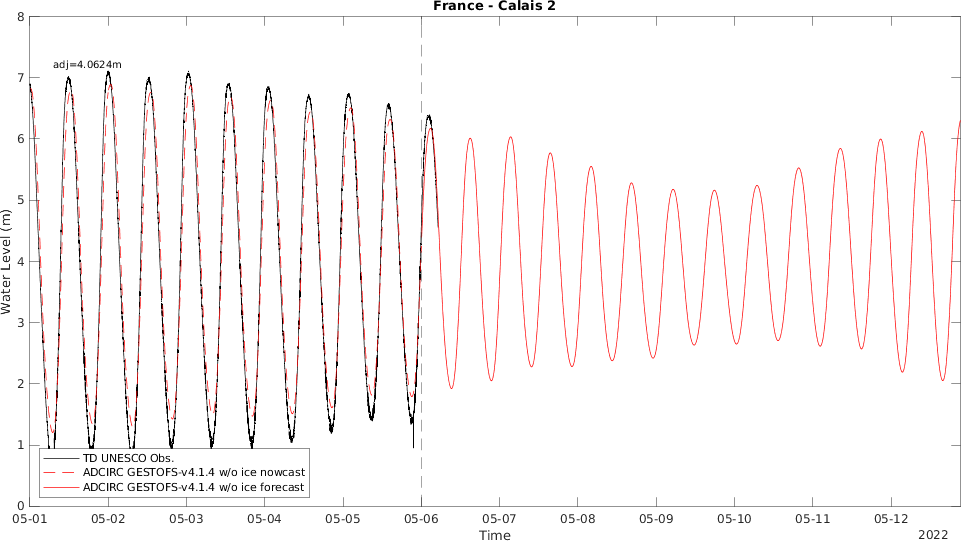 France - Calais 2
8
7
6
5
4
3
2
1
0
Water Level (m)
adj=4.0624m
TD UNESCO Obs.
ADCIRC GESTOFS-v4.1.4 w/o ice nowcast
ADCIRC GESTOFS-v4.1.4 w/o ice forecast
05-01 05-02 05-03 05-04 05-05 05-06 05-07 05-08 05-09 05-10 05-11 05-12
Time
2022